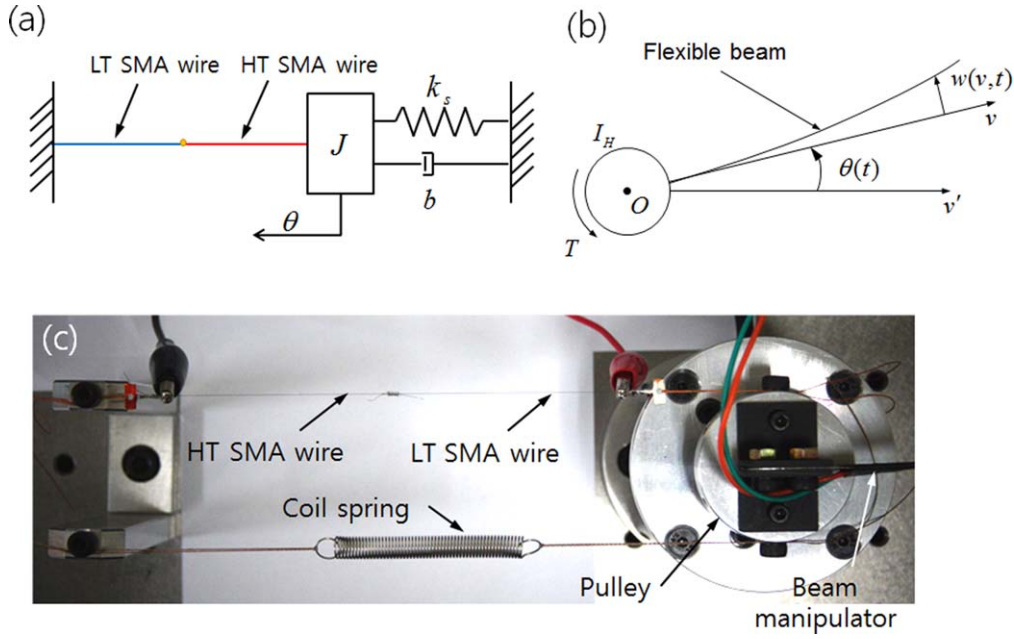 (a)
LT SMA wire
HT SMA wire
k_s
J
b
θ
(b)
Flexible beam
w(v,t)
v
I_H
θ(t)
O
v'
T
(c)
HT SMA wire
LT SMA wire
Coil spring
Pulley
Beam
manipulator